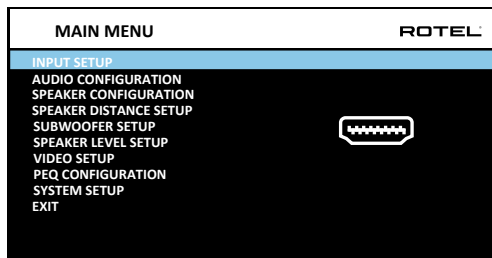 MAIN MENU
ROTEL
INPUT SETUP
AUDIO CONFIGURATION
SPEAKER CONFIGURATION
SPEAKER DISTANCE SETUP
SUBWOOFER SETUP
SPEAKER LEVEL SETUP
VIDEO SETUP
PEQ CONFIGURATION
SYSTEM SETUP
EXIT